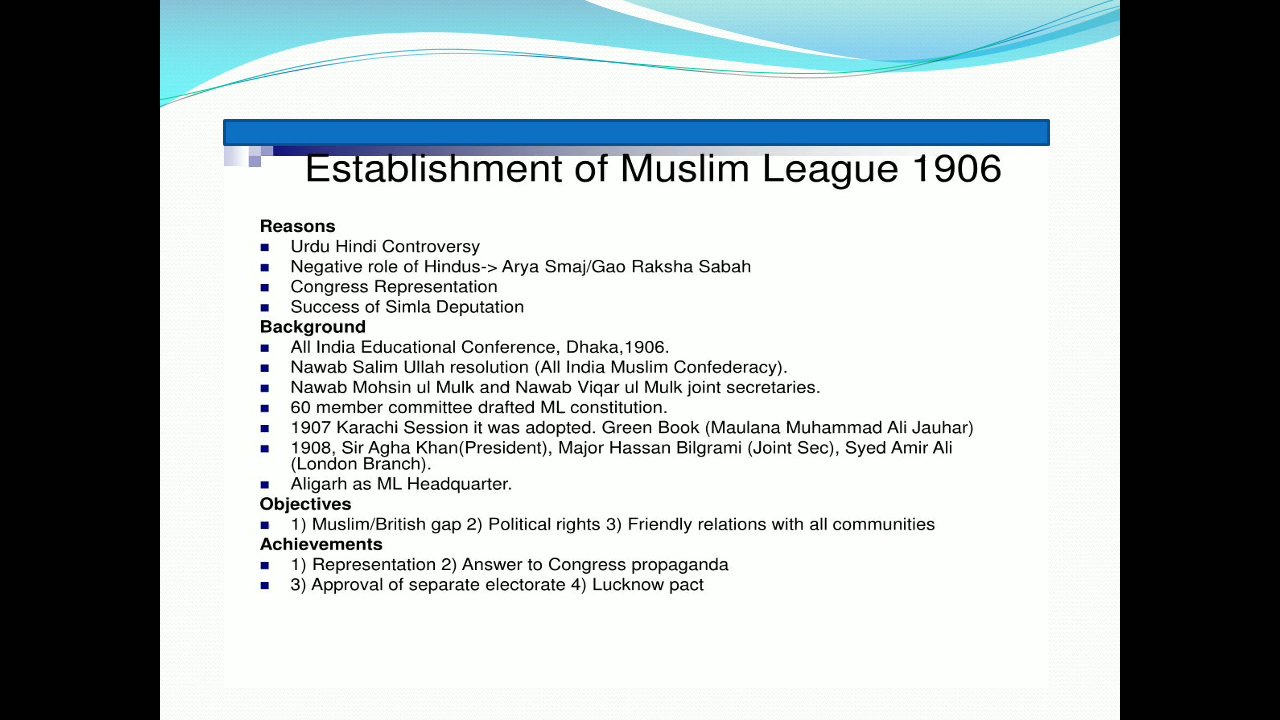 Establishment of Muslim League 1906
Reasons
Urdu Hindi Controversy
Negative role of Hindus-> Arya Smaj/Gao Raksha Sabah
Congress Representation
Success of Simla Deputation
Background
All India Educational Conference, Dhaka,1906.
Nawab Salim Ullah resolution (All India Muslim Confederacy).
Nawab Mohsin ul Mulk and Nawab Viqar ul Mulk joint secretaries.
60 member committee drafted ML constitution.
1907 Karachi Session it was adopted. Green Book (Maulana Muhammad Ali Jauhar)
1908, Sir Agha Khan(President), Major Hassan Bilgrami (Joint Sec), Syed Amir Ali
(London Branch).
Aligarh as ML Headquarter.
Objectives
1) Muslim/British gap 2) Political rights 3) Friendly relations with all communities
Achievements
1) Representation 2) Answer to Congress propaganda
3) Approval of separate electorate 4) Lucknow pact